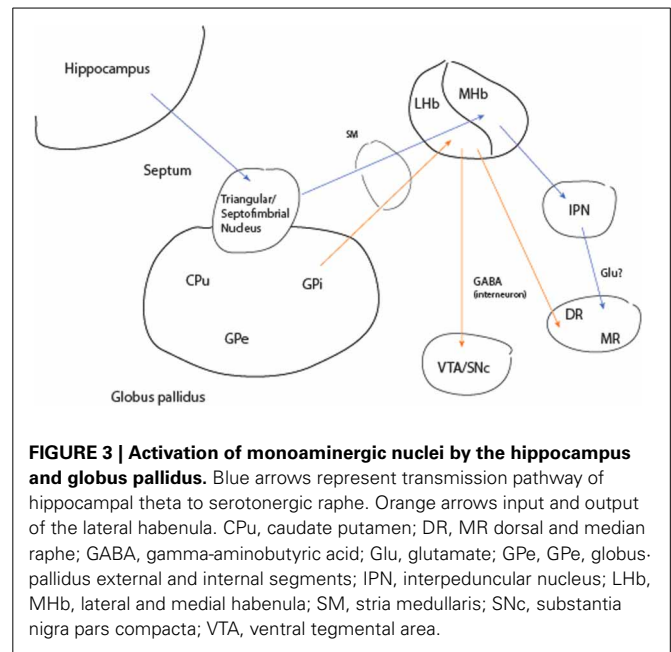 Hippocampus
LHb
MHb
SM
Septum
Triangular/
Septofimbrial
Nucleus
IPN
CPu
GPi
GABA
(interneuron)
Glu?
DR
MR
GPe
VTA/SNc
Globus pallidus
FIGURE 3 | Activation of monoaminergic nuclei by the hippocampus
and globus pallidus. Blue arrows represent transmission pathway of
hippocampal theta to serotonergic raphe. Orange arrows input and output
of the lateral habenula. CPu, caudate putamen; DR, MR dorsal and median
raphe; GABA, gamma-aminobutyric acid; Glu, glutamate; GPe, GPe, globus-
pallidus external and internal segments; IPN, interpeduncular nucleus; LHb,
MHb, lateral and medial habenula; SM, stria medullaris; SNc, substantia
nigra pars compacta; VTA, ventral tegmental area.